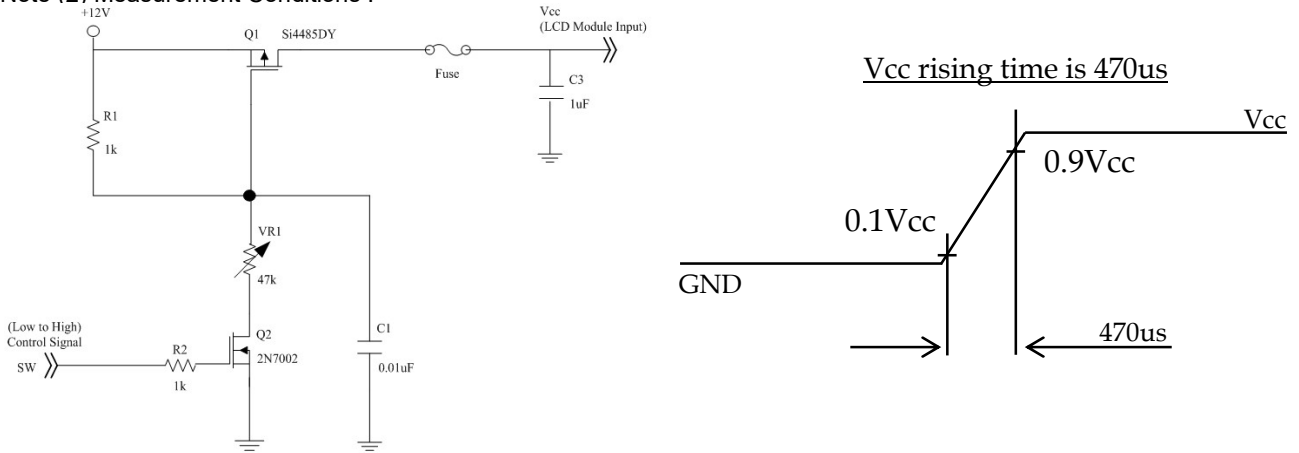 Note (2) Measurement Conditions :
+12V
Q1
Si4485DY
Vcc
(LCD Module Input)
Fuse
C3
1uF
R1
1k
VR1
47k
(Low to High)
Control Signal
SW
R2
1k
Q2
2N7002
C1
0.01uF
Vcc rising time is 470us
Vcc
0.9Vcc
0.1Vcc
GND
470us